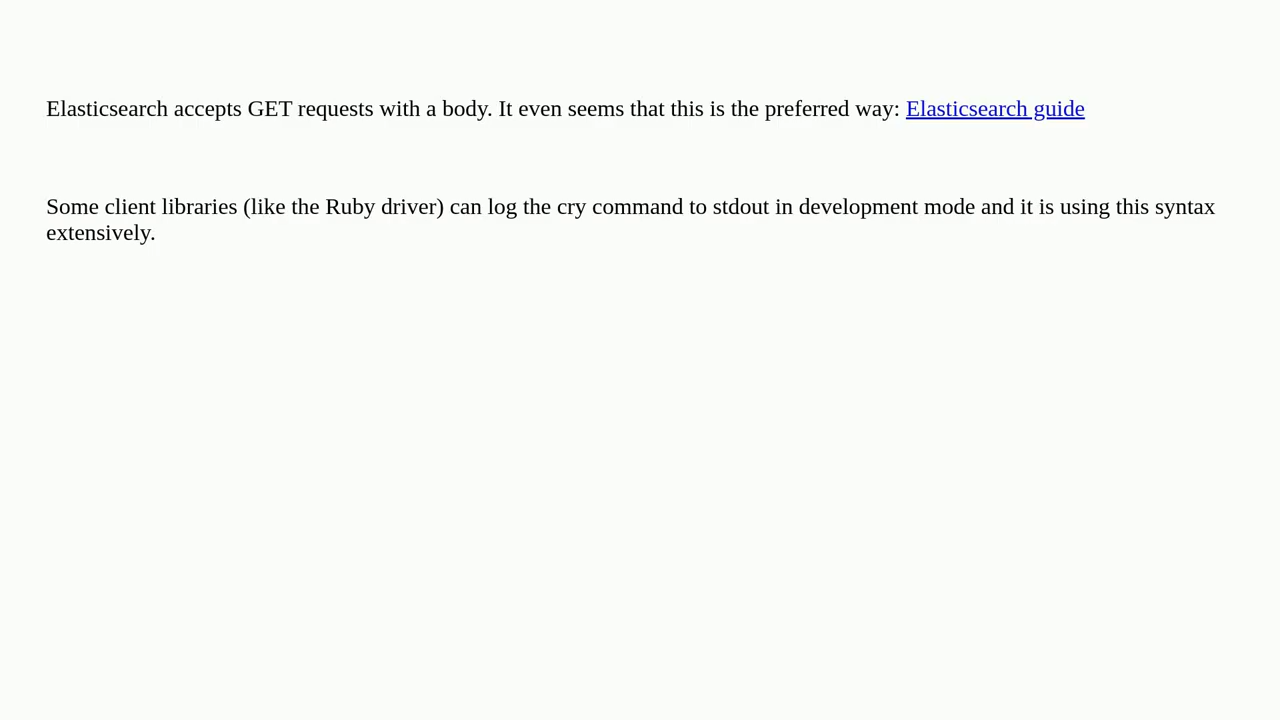 Elasticsearch accepts GET requests with a body. It even seems that this is the preferred way: Elasticsearch guide
Some client libraries (like the Ruby driver) can log the cry command to stdout in development mode and it is using this syntax
extensively.